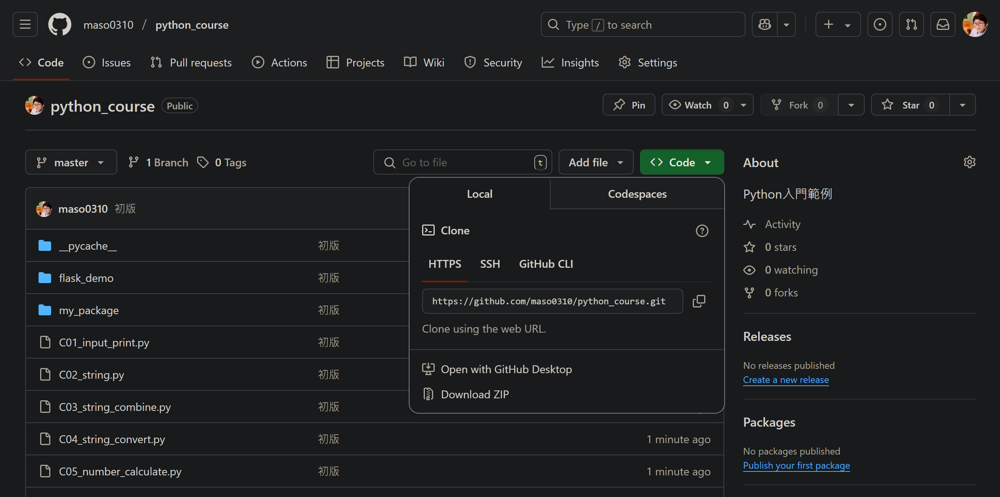 maso0310 / python_course
Type / to search
Code Issues Pull requests Actions Projects Wiki Security Insights Settings
python_course Public
Pin Watch 0 Fork 0 Star 0
master 1 Branch 0 Tags
Go to file t Add file Code
maso0310 初版
__pycache__ 初版
flask_demo 初版
my_package 初版
C01_input_print.py 初版
C02_string.py 初版
C03_string_combine.py 初版
C04_string_convert.py 初版 1 minute ago
C05_number_calculate.py 初版 1 minute ago
Local Codespaces
Clone
HTTPS SSH GitHub CLI
https://github.com/maso0310/python_course.git
Clone using the web URL.
Open with GitHub Desktop
Download ZIP
About
Python入門範例
Activity
0 stars
0 watching
0 forks
Releases
No releases published
Create a new release
Packages
No packages published
Publish your first package